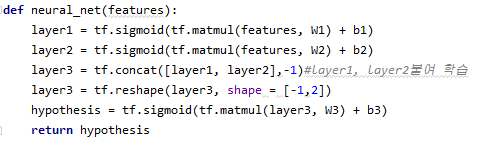 def neural_net(features):
    layer1 = tf.sigmoid(tf.matmul(features, W1) + b1)
    layer2 = tf.sigmoid(tf.matmul(features, W2) + b2)
    layer3 = tf.concat([layer1, layer2],-1)#layer1, layer2붙여 학습
    layer3 = tf.reshape(layer3, shape = [-1,2])
    hypothesis = tf.sigmoid(tf.matmul(layer3, W3) + b3)
    return hypothesis